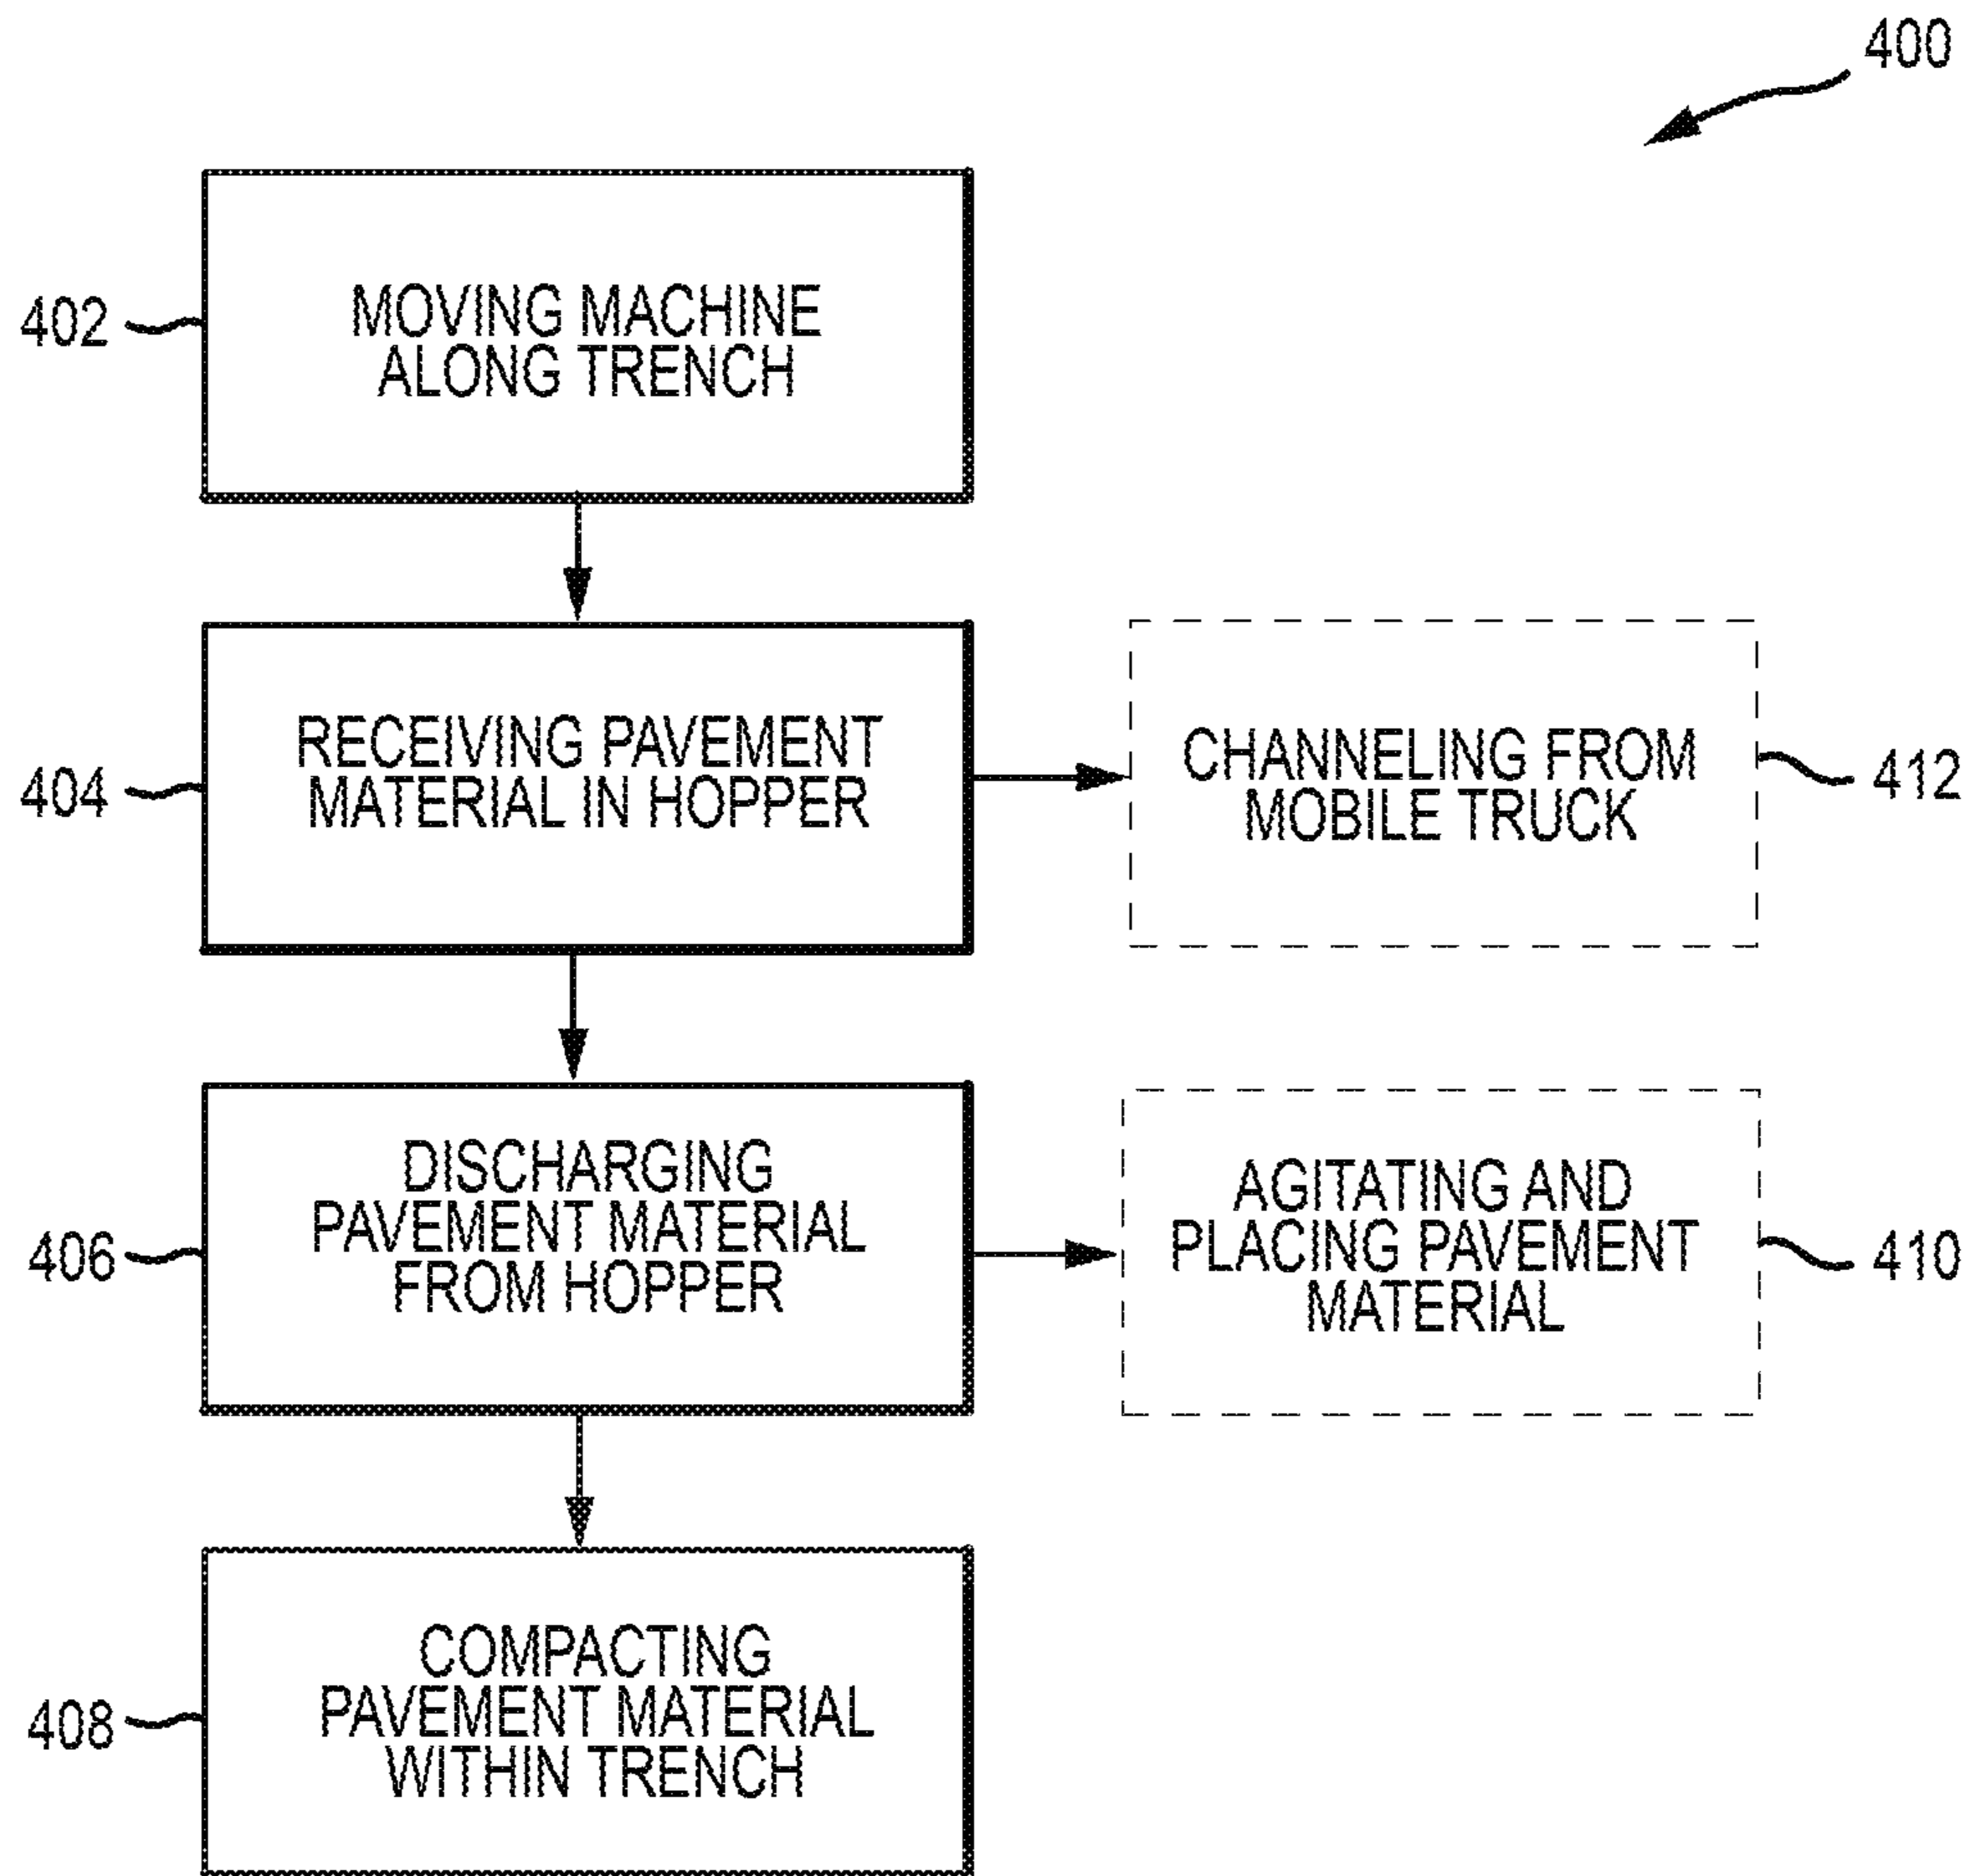 400
402
MOVING MACHINE
ALONG TRENCH
404
RECEIVING PAVEMENT
MATERIAL IN HOPPER
CHANNELING FROM
MOBILE TRUCK
412
406
DISCHARGING
PAVEMENT MATERIAL
FROM HOPPER
AGITATING AND
PLACING PAVEMENT
MATERIAL
410
408
COMPACTING
PAVEMENT MATERIAL
WITHIN TRENCH